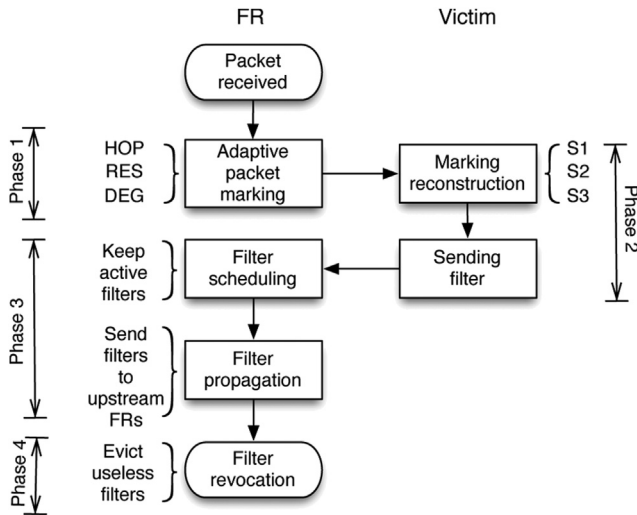 FR
Victim
Packet
received
Phase 1
HOP
RES
DEG
Adaptive
packet
marking
Marking
reconstruction
S1
S2
S3
Phase 2
Phase 3
Keep
active
filters
Filter
scheduling
Sending
filter
Send
filters
to
upstream
FRs
Filter
propagation
Phase 4
Evict
useless
filters
Filter
revocation